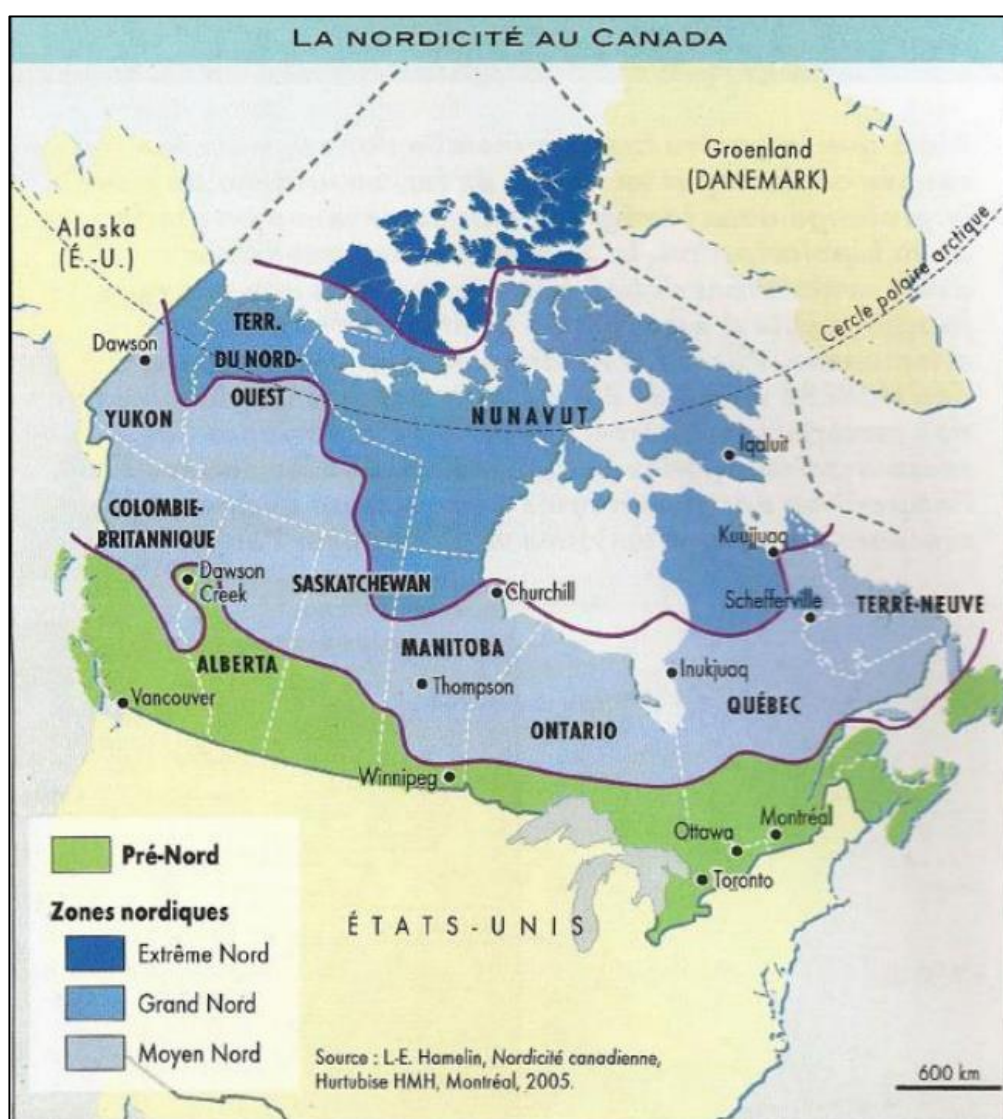 LA NORDICITÉ AU CANADA
Groenland
(DANEMARK)
Alaska
(É.-U.)
Cercle polaire arctique
TERR.
DU NORD-
OUEST
Dawson
YUKON
NUNAVUT
Iqaluit
COLOMBIE-
BRITANNIQUE
Kuujjuaq
Dawson
Creek
SASKATCHEWAN
Churchill
Schefferville
TERRE-NEUVE
MANITOBA
ALBERTA
Thompson
Inukjuaq
Vancouver
QUÉBEC
ONTARIO
Winnipeg
Montréal
Ottawa
Toronto
ÉTATS-UNIS
Pré-Nord
Zones nordiques
Extrême Nord
Grand Nord
Moyen Nord
Source : L-E. Hamelin, Nordicité canadienne,
Hurtubise HMH, Montréal, 2005.
600 km